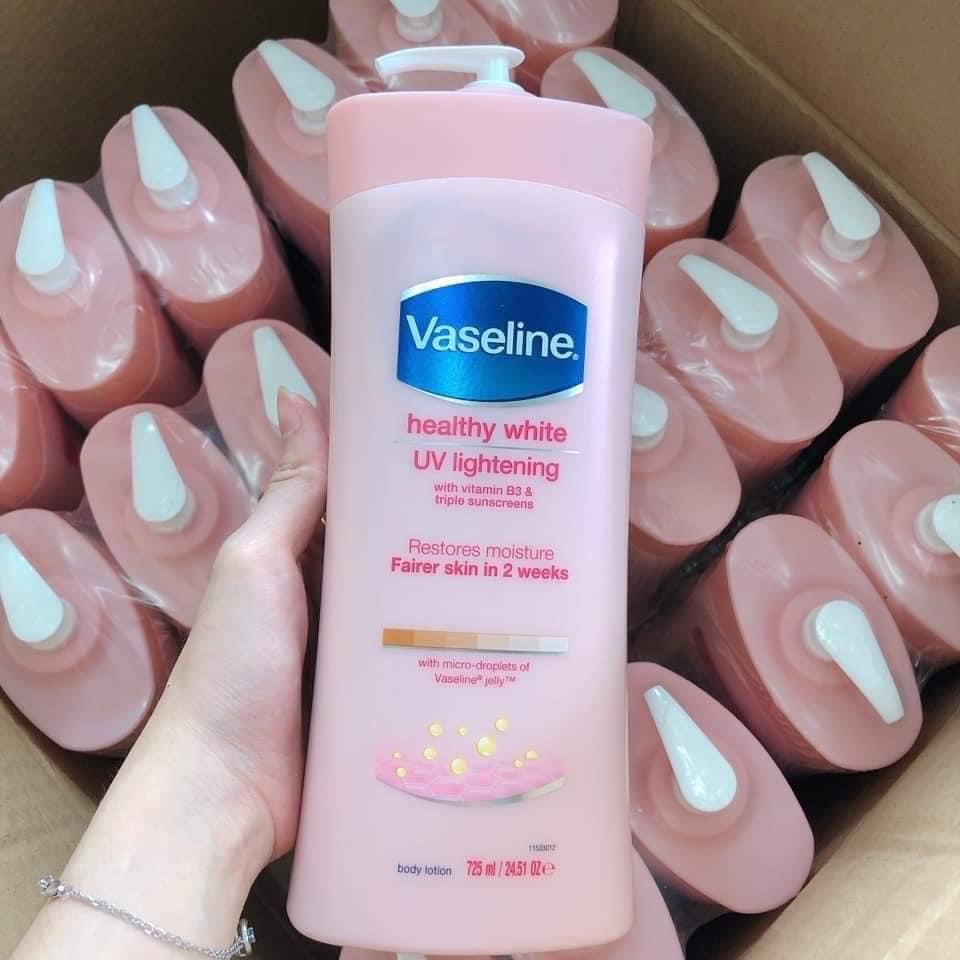 Vaseline®
healthy white
UV lightening
with vitamin B3 &
triple sunscreens
Restores moisture
Fairer skin in 2 weeks
with micro-droplets of
Vaseline® jelly™
11533012
body lotion 725 ml / 24.51 OZ ℮